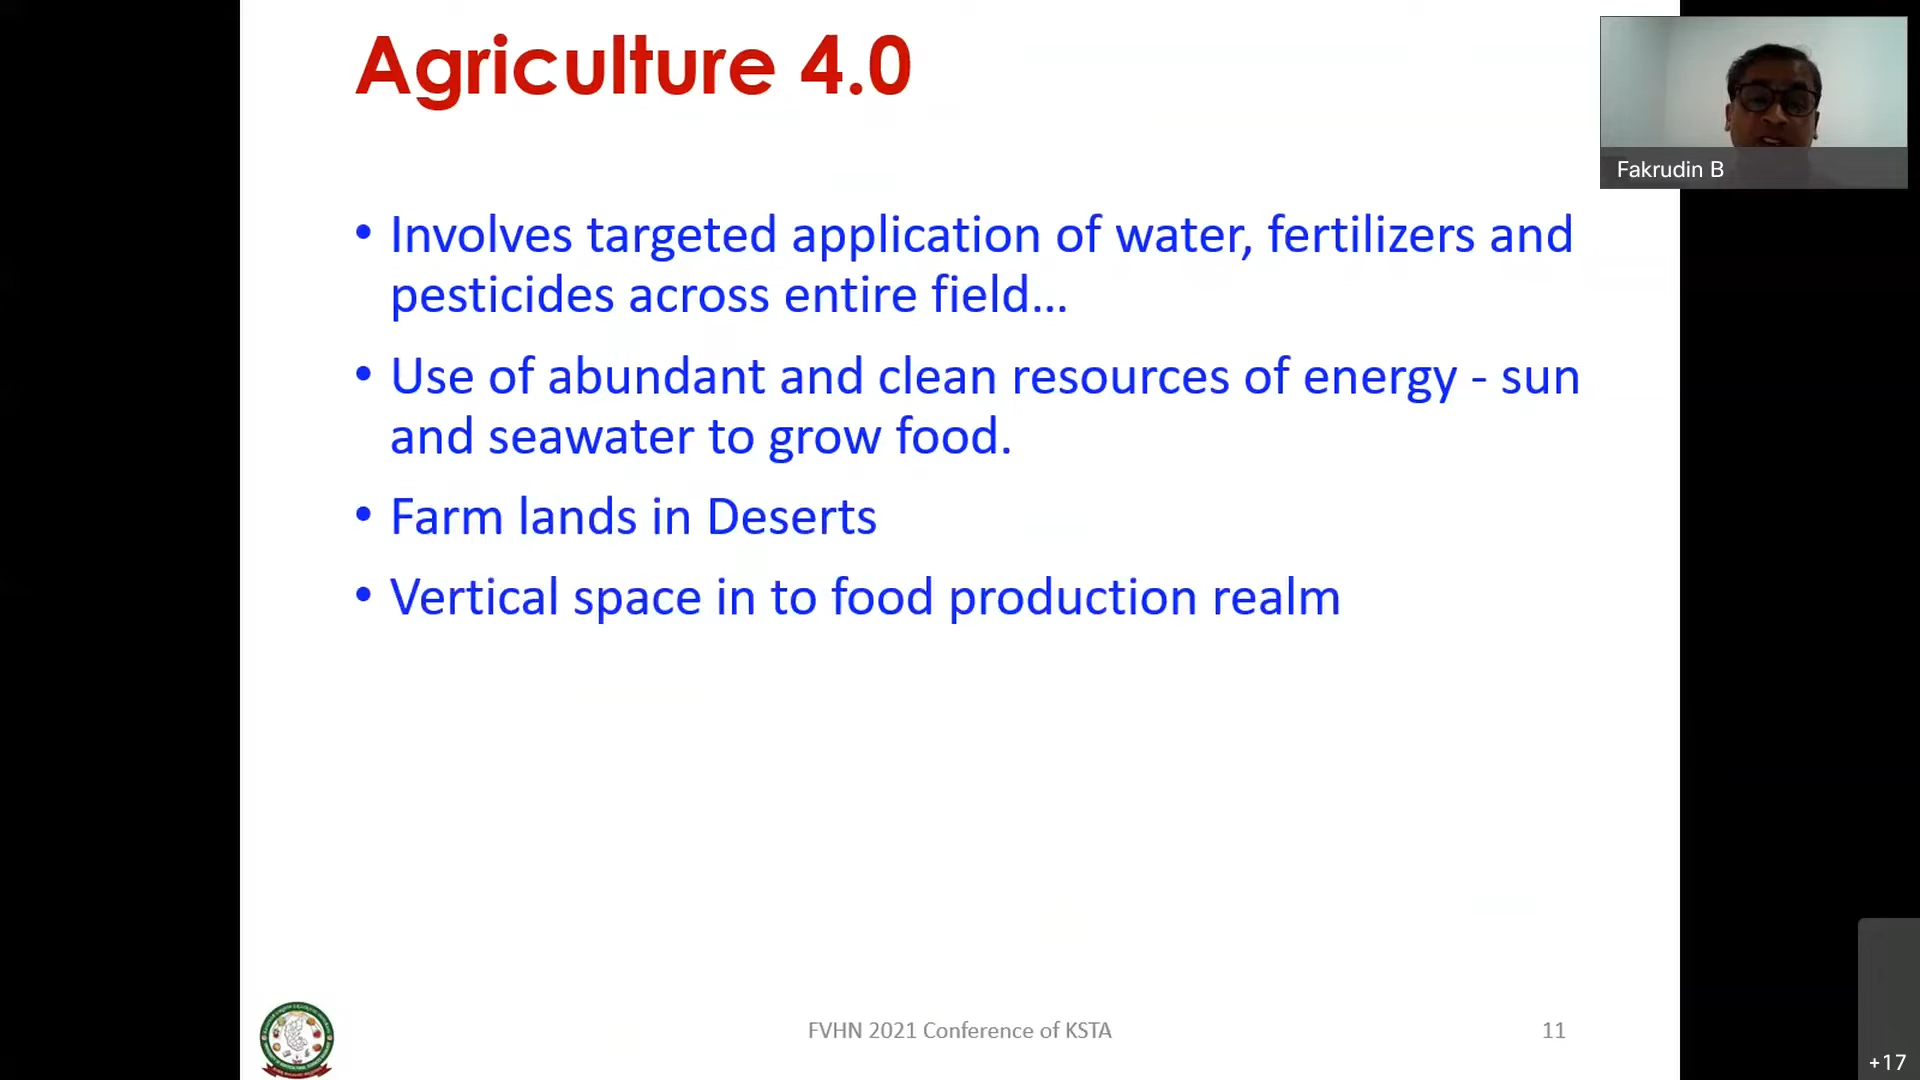 Agriculture 4.0
Fakrudin B
• Involves targeted application of water, fertilizers and
pesticides across entire field...
• Use of abundant and clean resources of energy - sun
and seawater to grow food.
• Farm lands in Deserts
• Vertical space in to food production realm
FVHN 2021 Conference of KSTA
11
+17